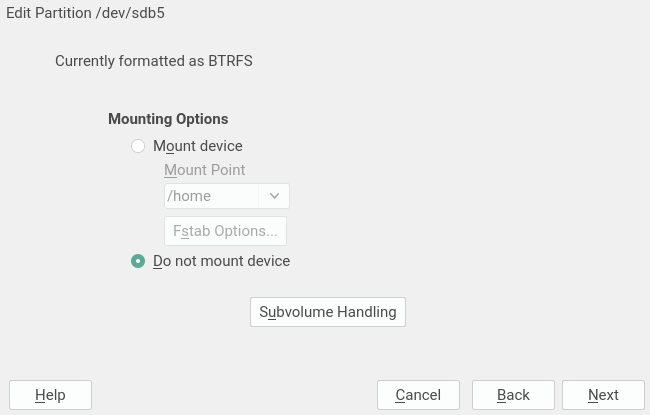 Edit Partition /dev/sdb5
Currently formatted as BTRFS
Mounting Options
Mount device
Mount Point
/home
Fstab Options...
Do not mount device
Subvolume Handling
Help
Cancel
Back
Next